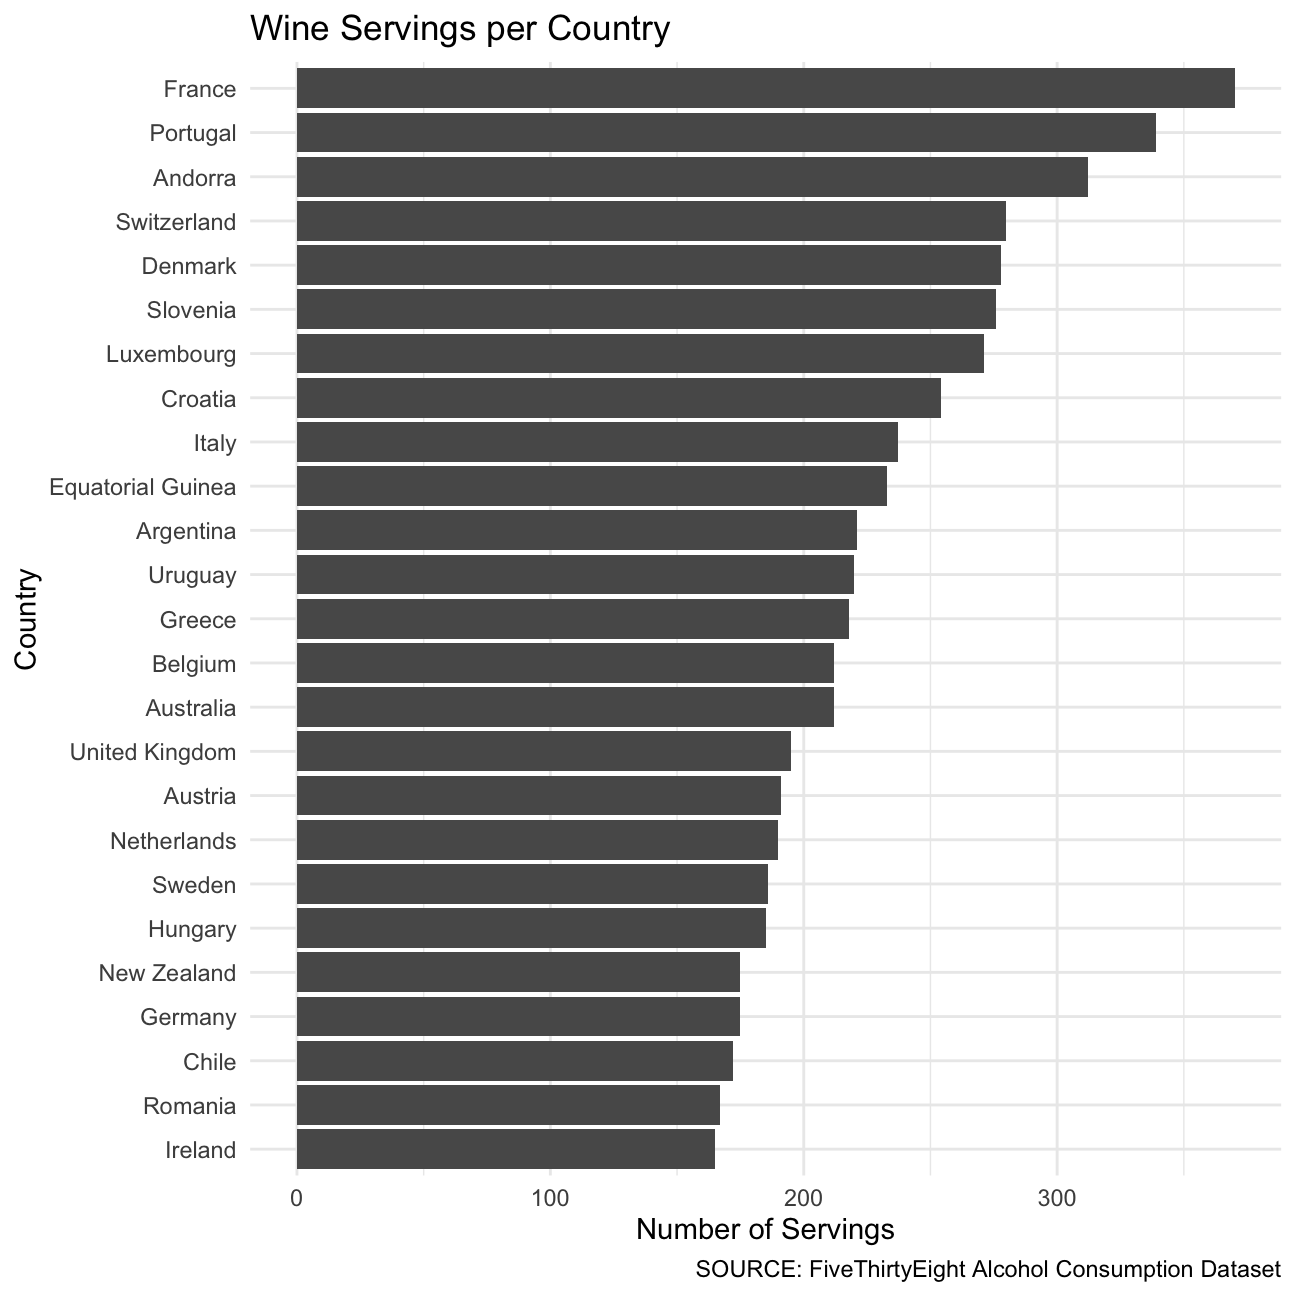 Wine Servings per Country
France
Portugal
Andorra
Switzerland
Denmark
Slovenia
Luxembourg
Croatia
Italy
Equatorial Guinea
Argentina
Uruguay
Greece
Belgium
Australia
United Kingdom
Austria
Netherlands
Sweden
Hungary
New Zealand
Germany
Chile
Romania
Ireland
Country
0 100 200 300
Number of Servings
SOURCE: FiveThirtyEight Alcohol Consumption Dataset